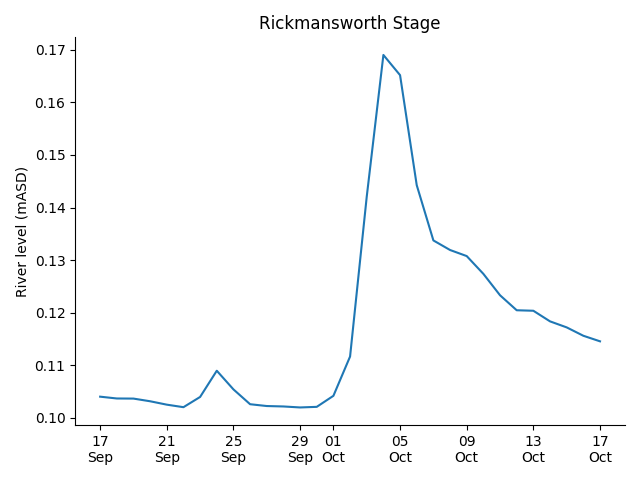 Rickmansworth Stage
River level (mASD)
0.17
0.16
0.15
0.14
0.13
0.12
0.11
0.10
17 21 25 29 01 05 09 13 17
Sep Sep Sep Sep Oct Oct Oct Oct Oct